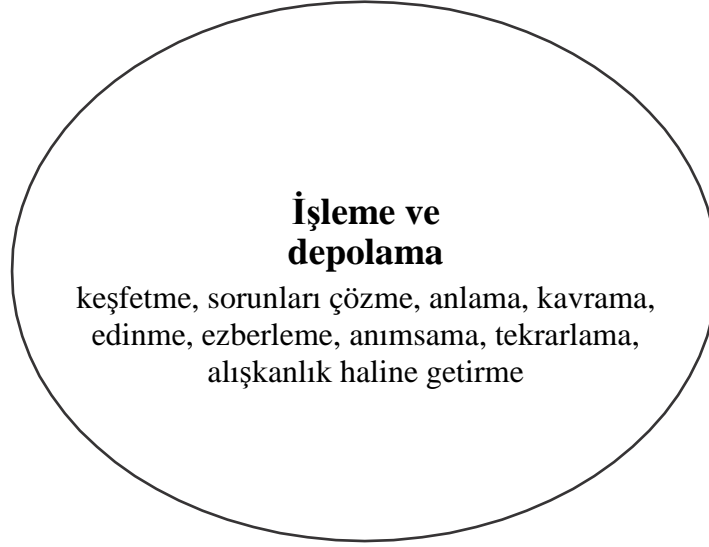 İşleme ve
depolama
keşfetme, sorunları çözme, anlama, kavrama,
edinme, ezberleme, anımsama, tekrarlama,
alışkanlık haline getirme